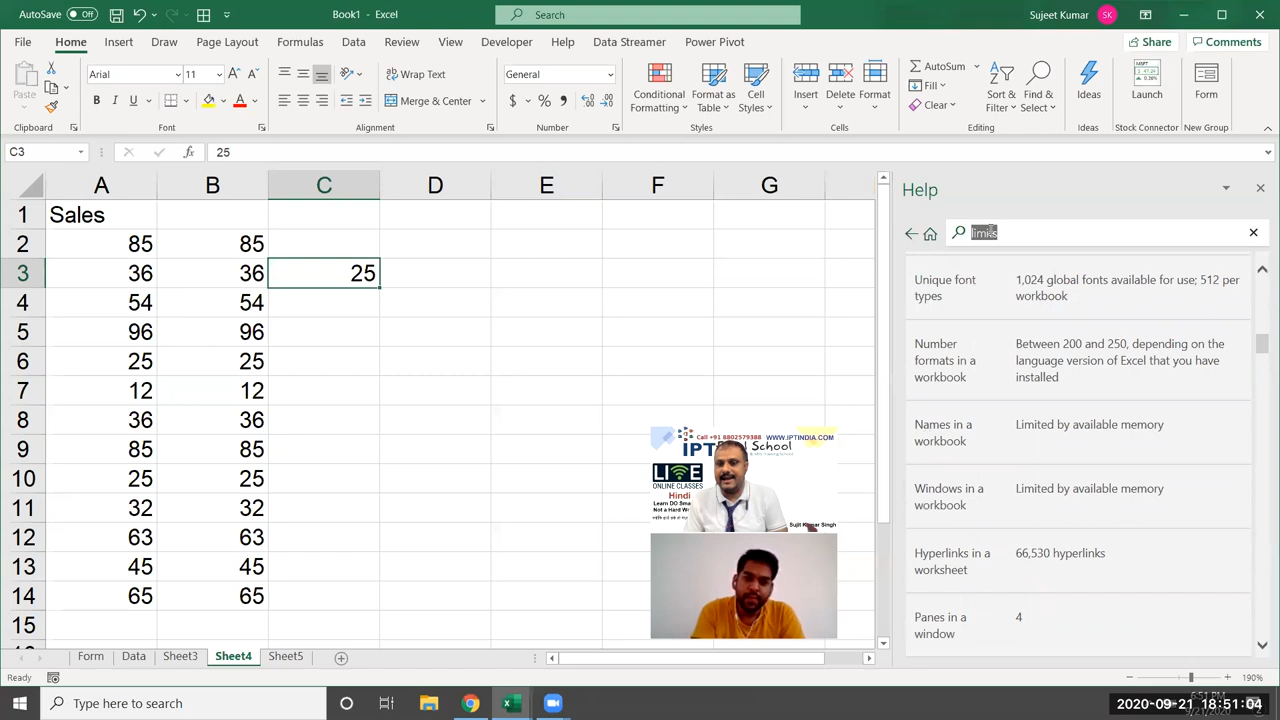 AutoSave Off
Book1 - Excel
Search
Sujeet Kumar SK
File Home Insert Draw Page Layout Formulas Data Review View Developer Help Data Streamer Power Pivot
Share Comments
Paste
Clipboard
Arial 11
B I U
Font
Wrap Text
Merge & Center
Alignment
General
$ % ,
Number
Conditional Formatting
Format as Table
Cell Styles
Styles
Insert Delete Format
Cells
AutoSum
Fill
Clear
Sort & Filter
Find & Select
Editing
Ideas
Ideas
Launch
Stock Connector
Form
New Group
C3 fx 25
A B C D E F G
1 Sales
2 85 85
3 36 36 25
4 54 54
5 96 96
6 25 25
7 12 12
8 36 36
9 85 85
10 25 25
11 32 32
12 63 63
13 45 45
14 65 65
15
Help
Unique font types 1,024 global fonts available for use; 512 per workbook
Number formats in a workbook Between 200 and 250, depending on the language version of Excel that you have installed
Names in a workbook Limited by available memory
Windows in a workbook Limited by available memory
Hyperlinks in a worksheet 66,530 hyperlinks
Panes in a window 4
Call +91 8802579388 WWW.IPTINDIA.COM
IPT School
LIVE
ONLINE CLASSES
Hindi
Sujit Kumar Singh
Form Data Sheet3 Sheet4 Sheet5
Ready
190%
Type here to search
2020-09-21 18:51:04